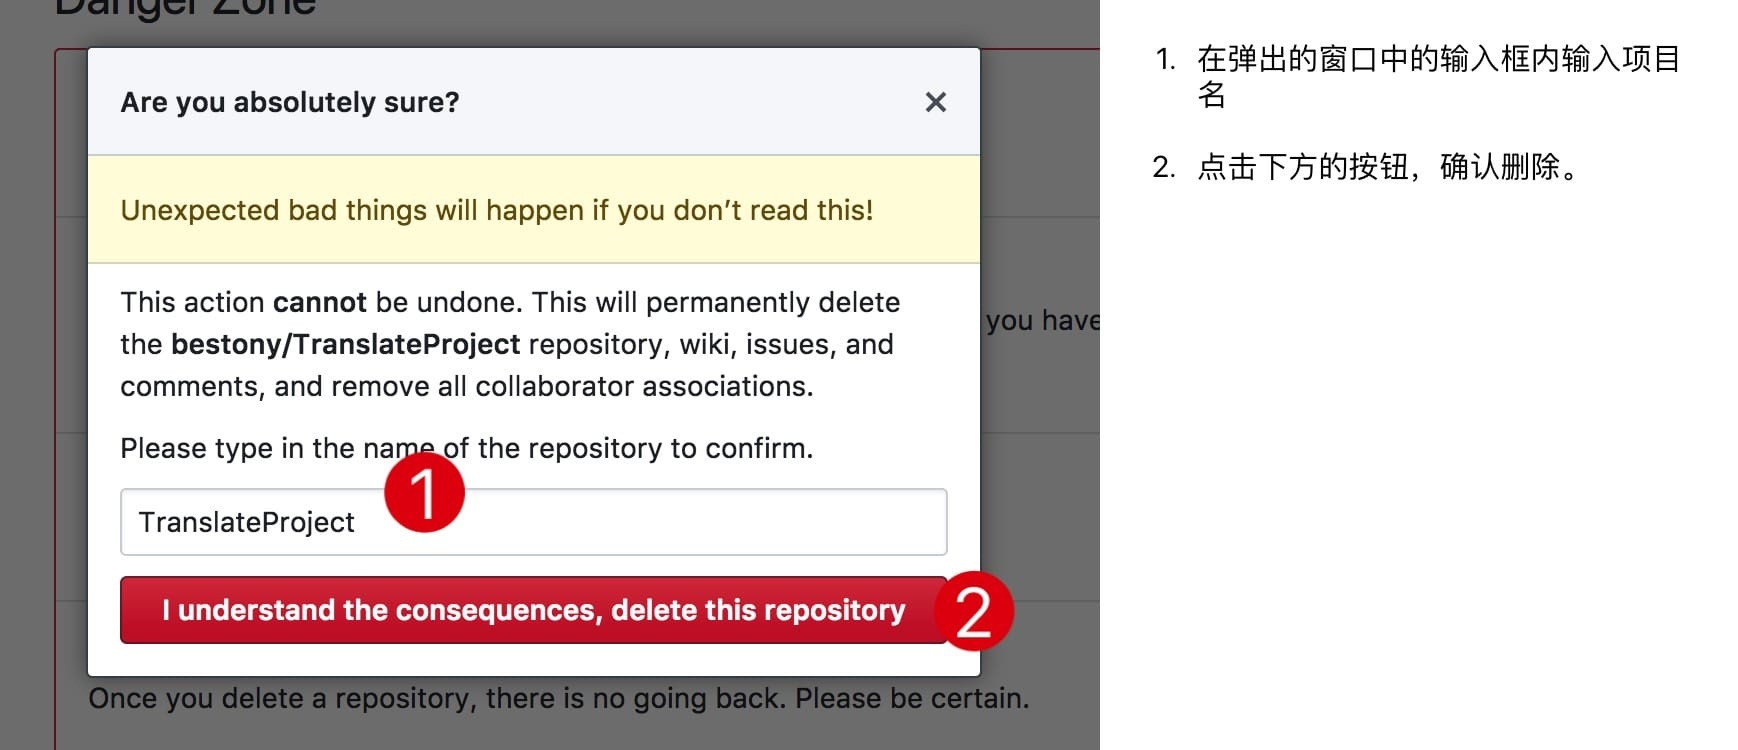 Danger Zone
Are you absolutely sure?
Unexpected bad things will happen if you don’t read this!
This action cannot be undone. This will permanently delete
the bestony/TranslateProject repository, wiki, issues, and
you have
comments, and remove all collaborator associations.
Please type in the name of the repository to confirm.
1
TranslateProject
I understand the consequences, delete this repository
2
Once you delete a repository, there is no going back. Please be certain.
1. 在弹出的窗口中的输入框内输入项目
名
2. 点击下方的按钮，确认删除。